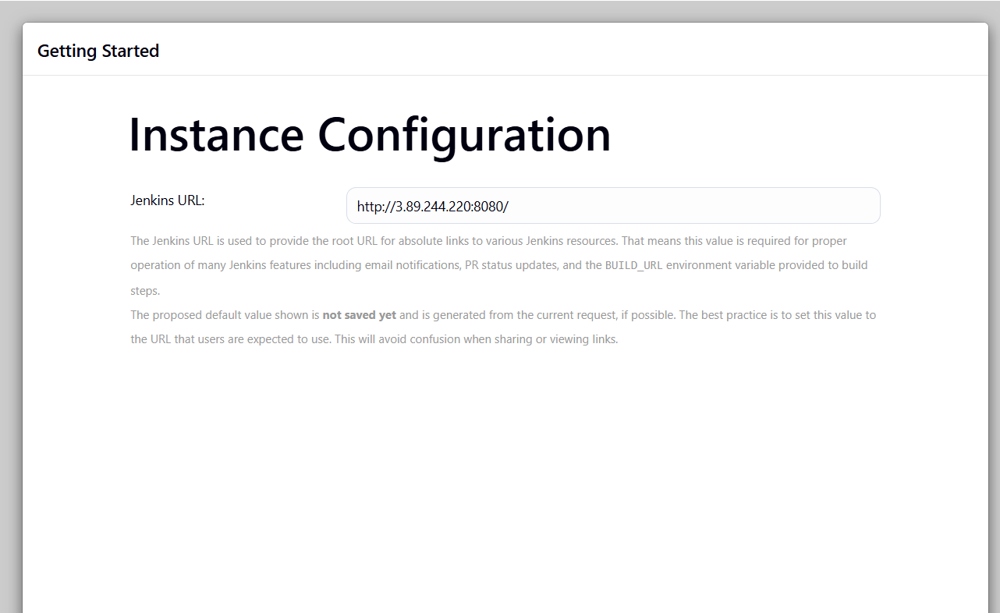 Getting Started
Instance Configuration
Jenkins URL:
http://3.89.244.220:8080/
The Jenkins URL is used to provide the root URL for absolute links to various Jenkins resources. That means this value is required for proper
operation of many Jenkins features including email notifications, PR status updates, and the BUILD_URL environment variable provided to build
steps.
The proposed default value shown is not saved yet and is generated from the current request, if possible. The best practice is to set this value to
the URL that users are expected to use. This will avoid confusion when sharing or viewing links.